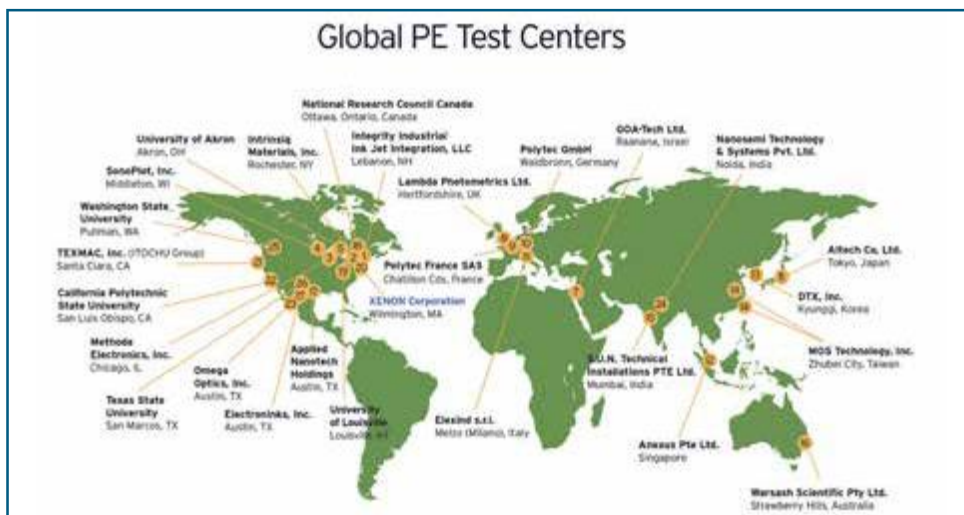 Global PE Test Centers
National Research Council Canada
Ottawa, Ontario, Canada
University of Akron
Akron, OH
Intrinsiq
Materials, Inc.
Rochester, NY
Integrity Industrial
Ink Jet Integration, LLC
Lebanon, NH
GOA-Tech Ltd.
Raanana, Israel
Nanosemi Technology
& Systems Pvt. Ltd.
Noida, India
Polytec GmbH
Waldbronn, Germany
SonoPlot, Inc.
Middleton, WI
Lambda Photometrics Ltd.
Hertfordshire, UK
Washington State
University
Pullman, WA
TEXMAC, Inc. (ITOCHU Group)
Santa Clara, CA
Polytec France SAS
Chatillon Cds, France
Altech Co, Ltd.
Tokyo, Japan
California Polytechnic
State University
San Luis Obispo, CA
XENON Corporation
Wilmington, MA
DTX, Inc.
Kyunggi, Korea
Methode
Electronics, Inc.
Chicago, IL
Applied
Nanotech
Holdings
Austin, TX
Omega
Optics, Inc.
Austin, TX
Technical
Installations PTE Ltd.
Mumbai, India
MOS Technology, Inc.
Zhubei City, Taiwan
Texas State
University
San Marcos, TX
Electroninks, Inc.
Austin, TX
University
of Louisville
Louisville,
Elexind s.r.l.
Melzo (Milano), Italy
Anexus Pte Ltd.
Singapore
Warsash Scientific Pty Ltd.
Strawberry Hills, Australia